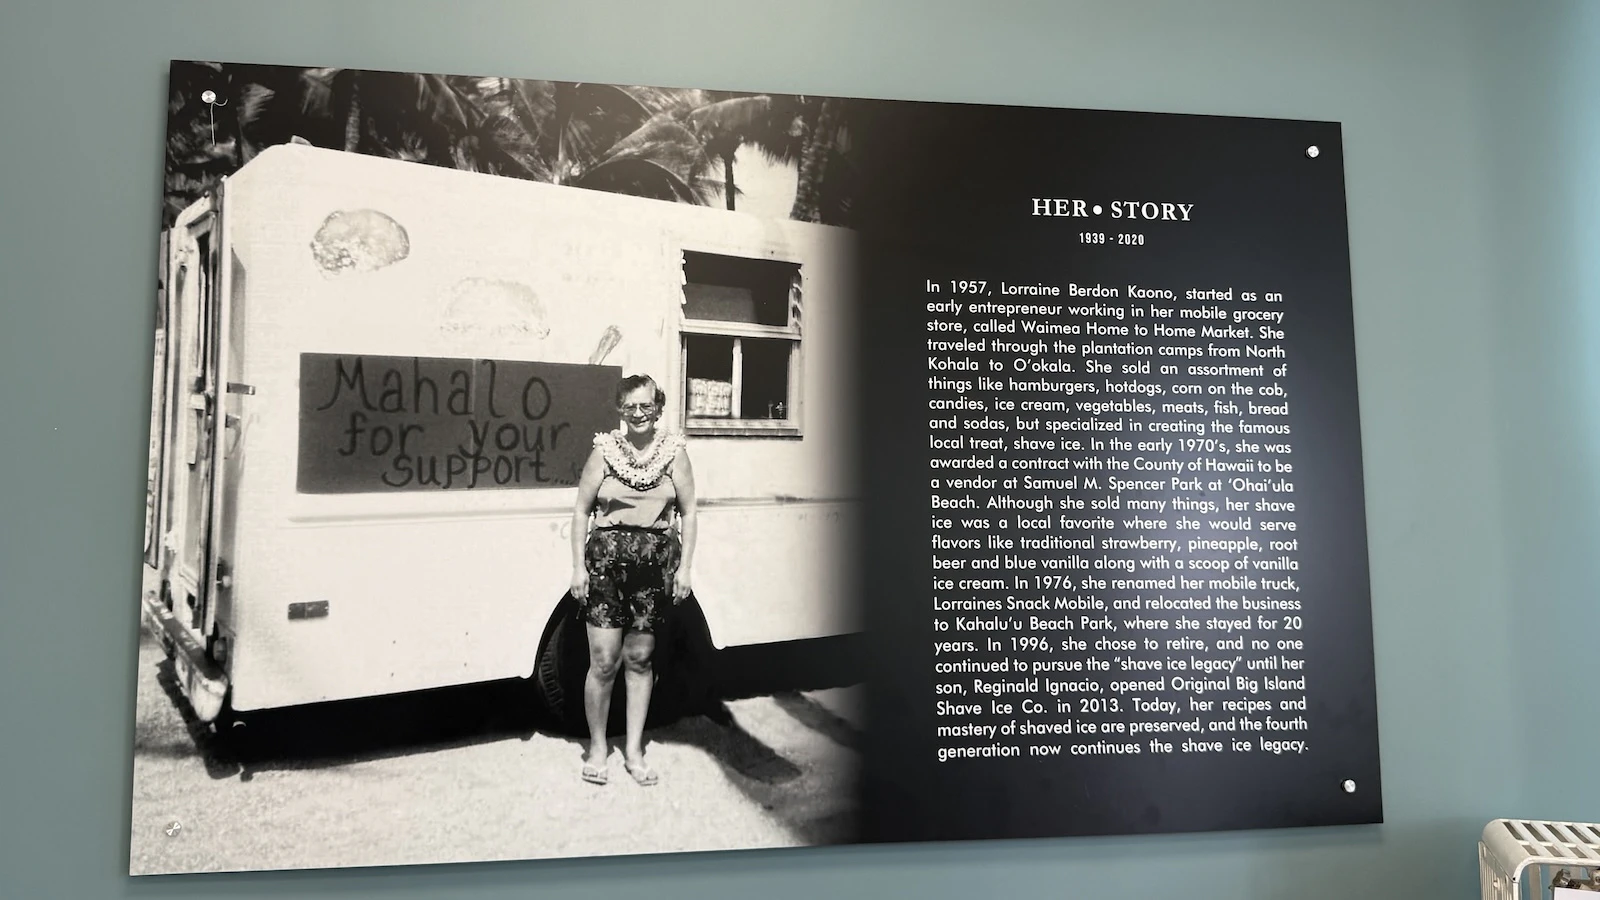 Mahalo
for your
support...
HER • STORY
1939 - 2020
In 1957, Lorraine Berdon Kaono, started as an
early entrepreneur working in her mobile grocery
store, called Waimea Home to Home Market. She
traveled through the plantation camps from North
Kohala to O'okala. She sold an assortment of
things like hamburgers, hotdogs, corn on the cob,
candies, ice cream, vegetables, meats, fish, bread
and sodas, but specialized in creating the famous
local treat, shave ice. In the early 1970's, she was
awarded a contract with the County of Hawaii to be
a vendor at Samuel M. Spencer Park at 'Ohai'ula
Beach. Although she sold many things, her shave
ice was a local favorite where she would serve
flavors like traditional strawberry, pineapple, root
beer and blue vanilla along with a scoop of vanilla
ice cream. In 1976, she renamed her mobile truck,
Lorraines Snack Mobile, and relocated the business
to Kahalu'u Beach Park, where she stayed for 20
years. In 1996, she chose to retire, and no one
continued to pursue the "shave ice legacy" until her
son, Reginald Ignacio, opened Original Big Island
Shave Ice Co. in 2013. Today, her recipes and
mastery of shaved ice are preserved, and the fourth
generation now continues the shave ice legacy.